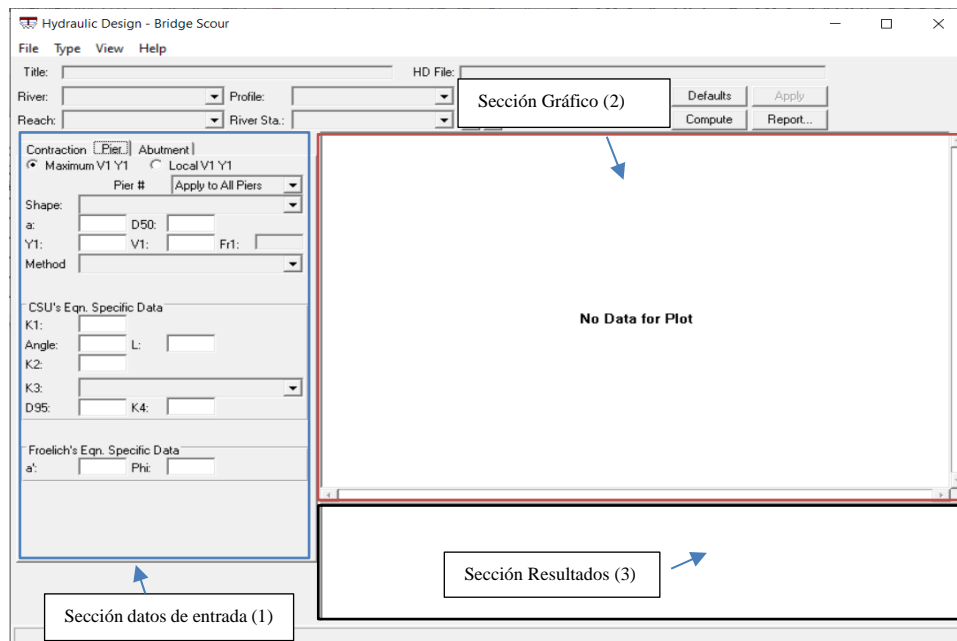 Hydraulic Design - Bridge Scour
File Type View Help
Title: HD File:
River: Profile: Defaults Apply
Reach: River Sta.: Compute Report...
Sección Gráfico (2)
Contraction Pier Abutment
Maximum V1 Y1 Local V1 Y1
Pier # Apply to All Piers
Shape:
a: D50:
Y1: V1: Fr1:
Method
CSU's Eqn. Specific Data
K1:
Angle: L:
K2:
K3:
D95: K4:
Froelich's Eqn. Specific Data
a': Phi:
No Data for Plot
Sección Resultados (3)
Sección datos de entrada (1)